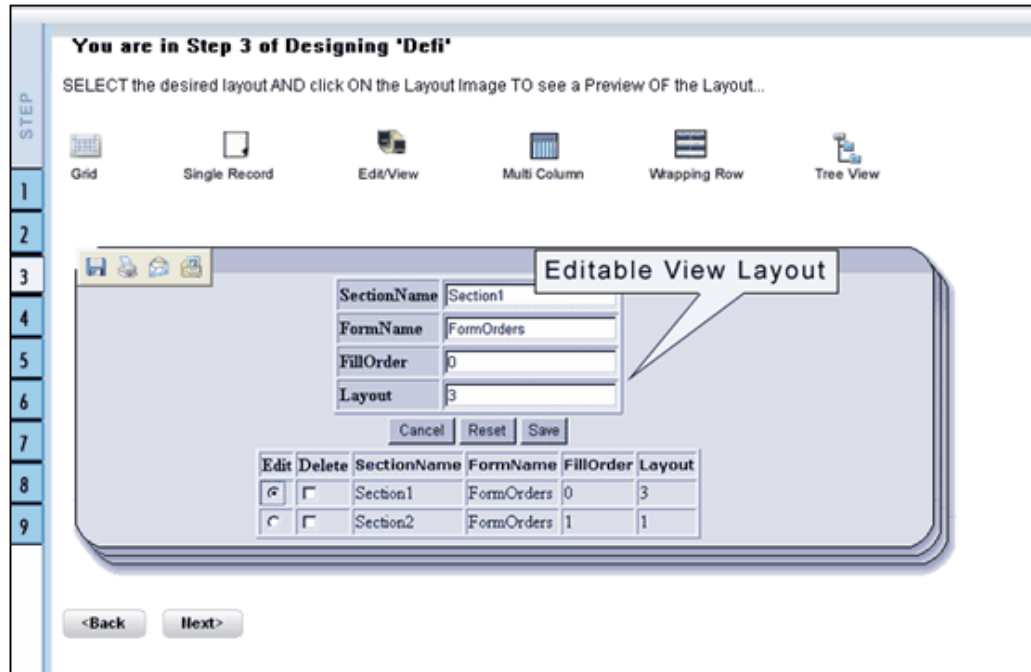 You are in Step 3 of Designing 'Defi'
SELECT the desired layout AND click ON the Layout Image TO see a Preview OF the Layout...
STEP
Grid Single Record Edit/View Multi Column Wrapping Row Tree View
1
2
3
4
5
6
7
8
9
Editable View Layout
SectionName Section1
FormName FormOrders
FillOrder 0
Layout 3
Cancel Reset Save
Edit Delete SectionName FormName FillOrder Layout
Section1 FormOrders 0 3
Section2 FormOrders 1 1
<Back Next>